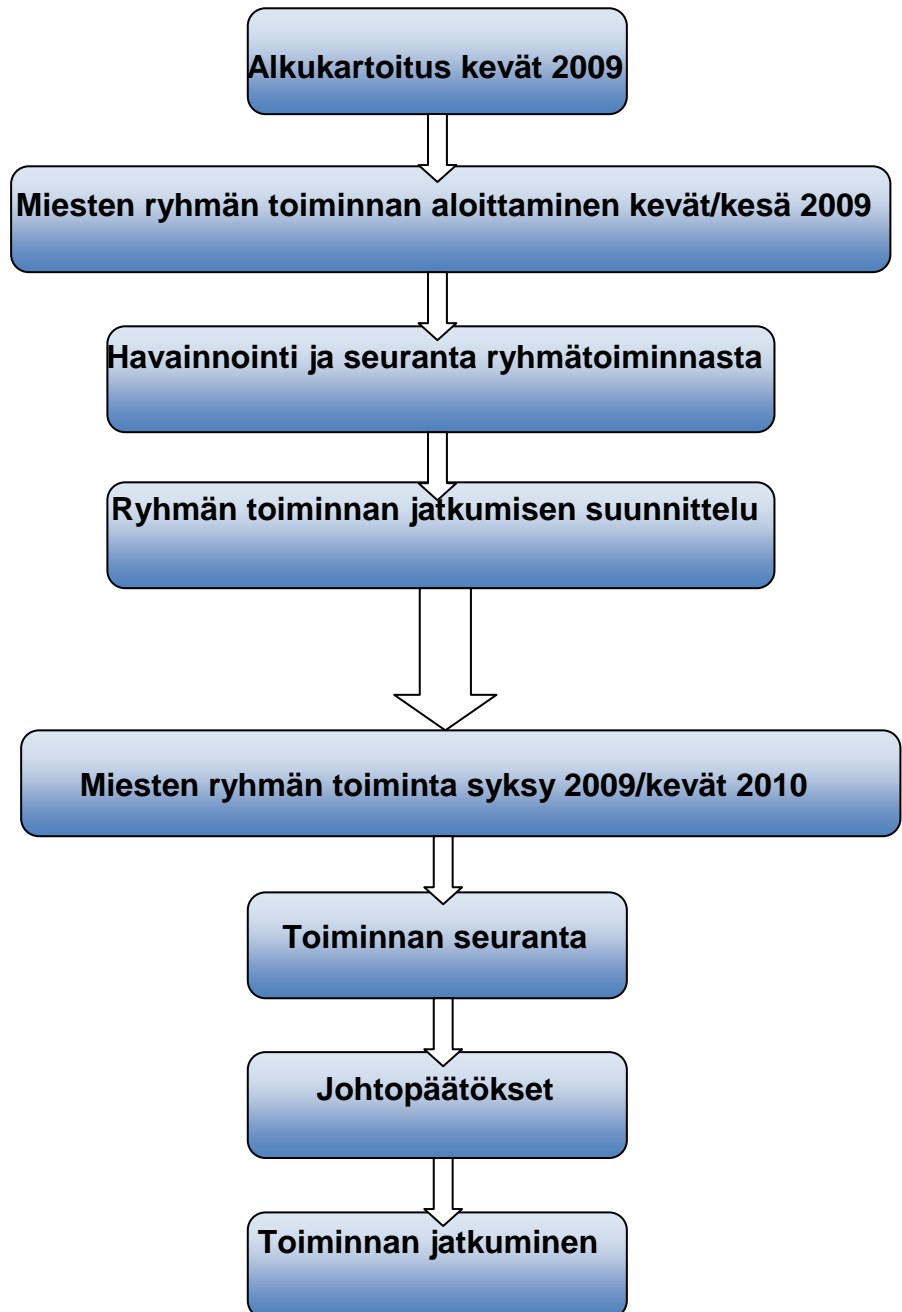 Alkukartoitus kevät 2009
Miesten ryhmän toiminnan aloittaminen kevät/kesä 2009
Havainnointi ja seuranta ryhmätoiminnasta
Ryhmän toiminnan jatkumisen suunnittelu
Miesten ryhmän toiminta syksy 2009/kevät 2010
Toiminnan seuranta
Johtopäätökset
Toiminnan jatkuminen